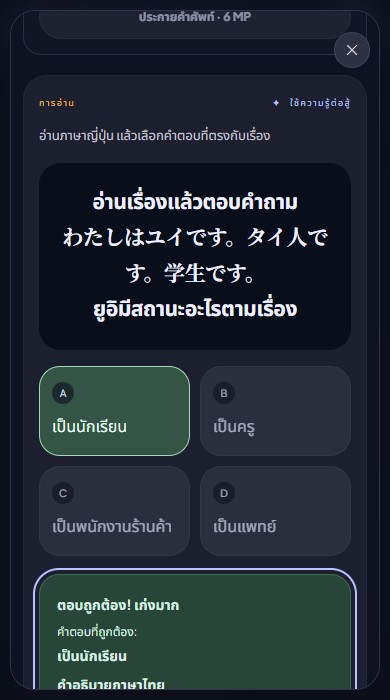 ประกายคำศัพท์ · 6 MP
การอ่าน
✦ ใช้ความรู้ต่อสู้
อ่านภาษาญี่ปุ่น แล้วเลือกคำตอบที่ตรงกับเรื่อง
อ่านเรื่องแล้วตอบคำถาม
わたしはユイです。タイ人で
す。学生です。
ยูอิมีสถานะอะไรตามเรื่อง
A
เป็นนักเรียน
B
เป็นครู
C
เป็นพนักงานร้านค้า
D
เป็นแพทย์
ตอบถูกต้อง! เก่งมาก
คำตอบที่ถูกต้อง:
เป็นนักเรียน
คำอธิบายภาษาไทย